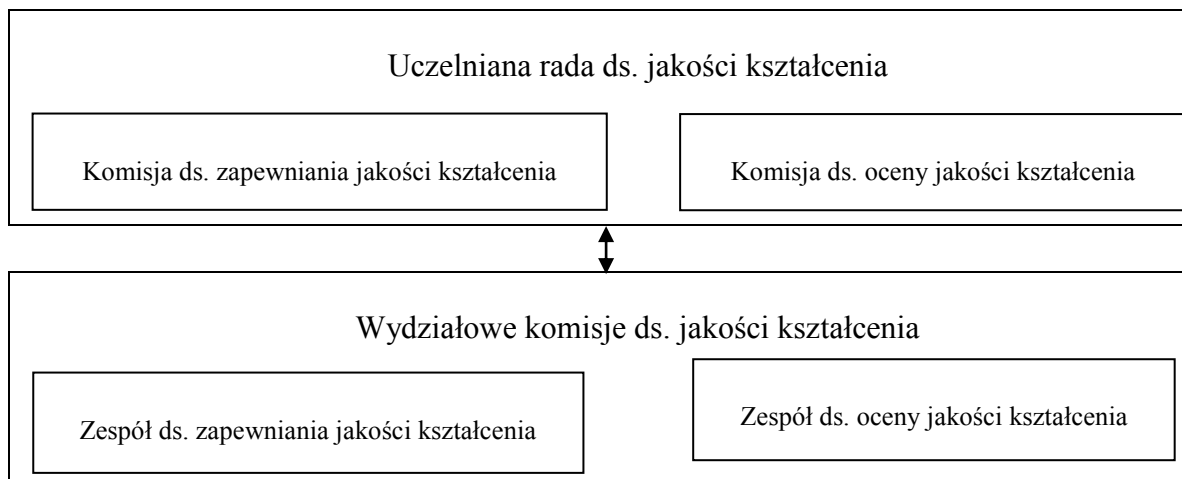 Uczelniana rada ds. jakości kształcenia
Komisja ds. zapewniania jakości kształcenia
Komisja ds. oceny jakości kształcenia
Wydziałowe komisje ds. jakości kształcenia
Zespół ds. zapewniania jakości kształcenia
Zespół ds. oceny jakości kształcenia